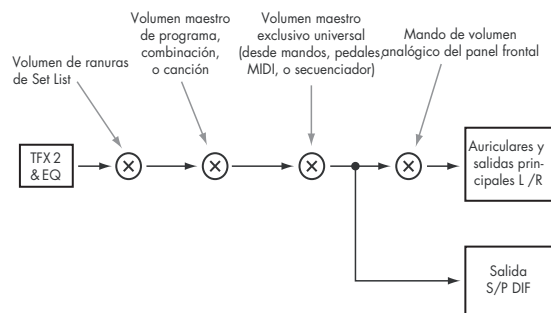 Volumen maestro
de programa,
combinación,
o canción
Volumen maestro
exclusivo universal
(desde mandos, pedales,
MIDI, o secuenciador)
Mando de volumen
analógico del panel frontal
Volumen de ranuras
de Set List
TFX 2
& EQ
Auriculares y
salidas prin-
cipales L /R
Salida
S/P DIF